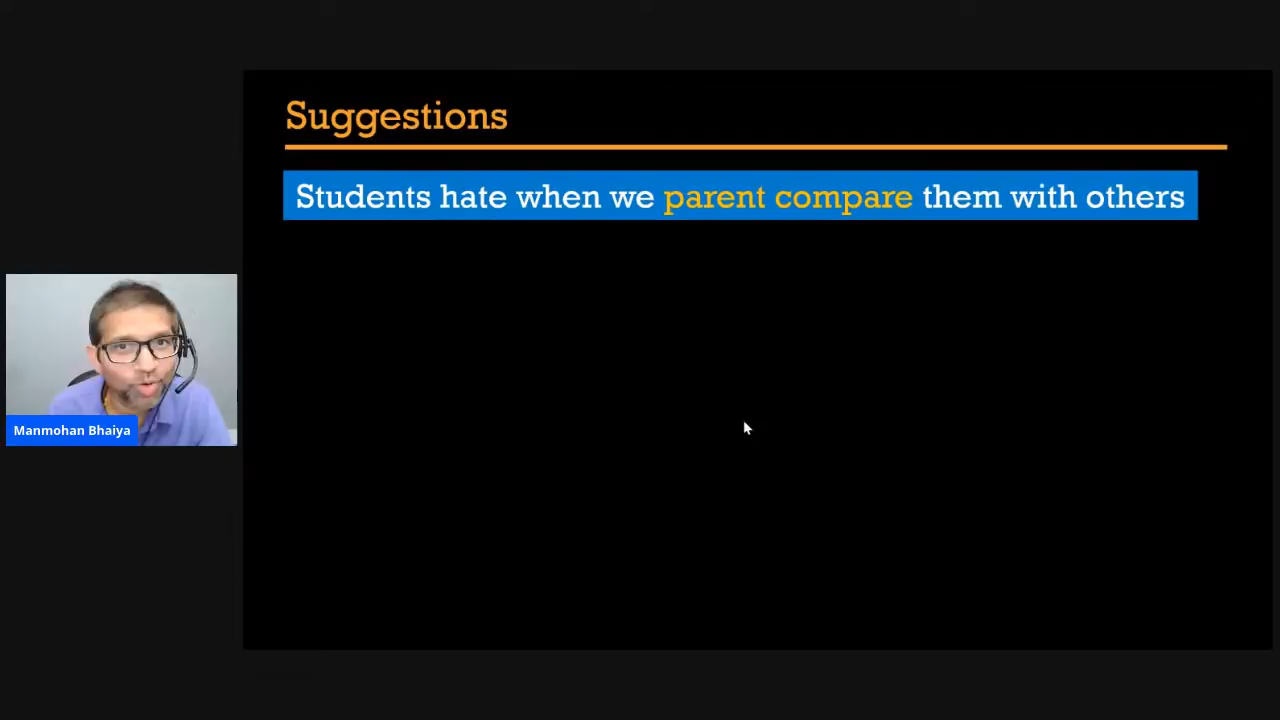 Suggestions
Students hate when we parent compare them with others
Manmohan Bhaiya